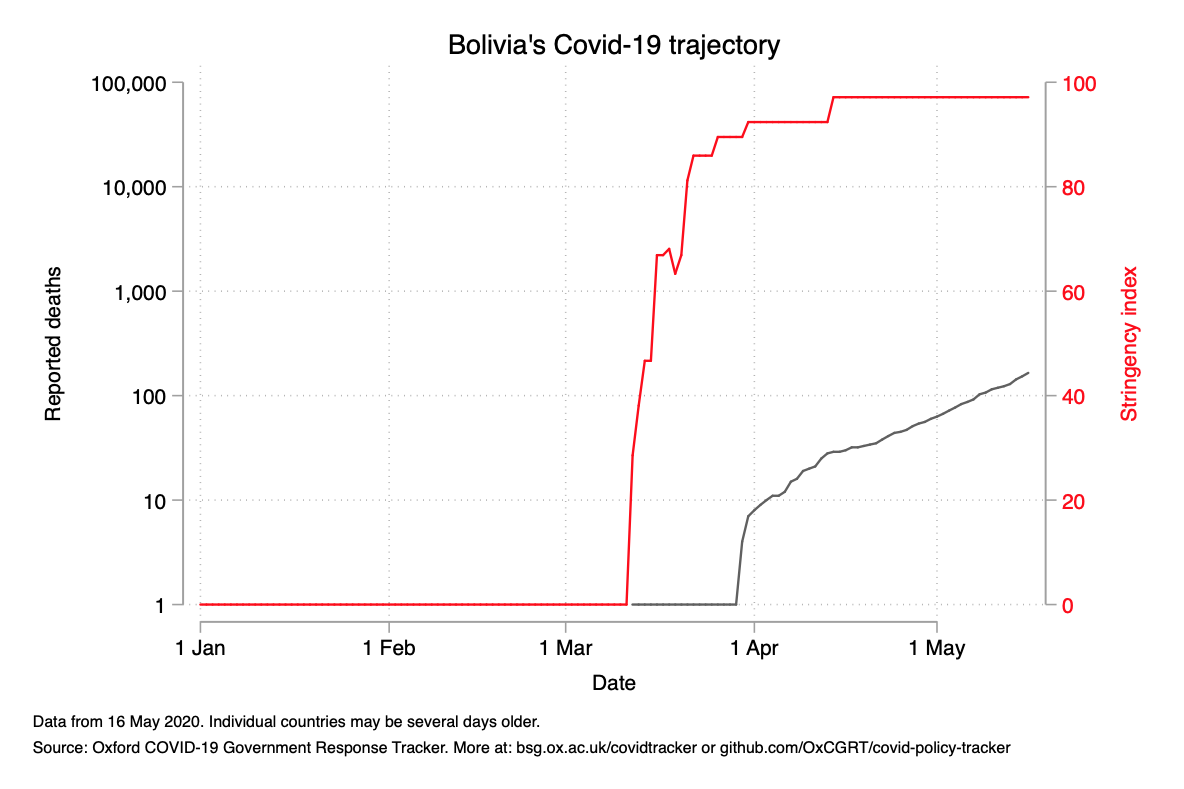 Bolivia's Covid-19 trajectory
100,000
10,000
1,000
100
10
1
Reported deaths
100
80
60
40
20
0
Stringency index
1 Jan
1 Feb
1 Mar
1 Apr
1 May
Date
Data from 16 May 2020. Individual countries may be several days older.
Source: Oxford COVID-19 Government Response Tracker. More at: bsg.ox.ac.uk/covidtracker or github.com/OxCGRT/covid-policy-tracker